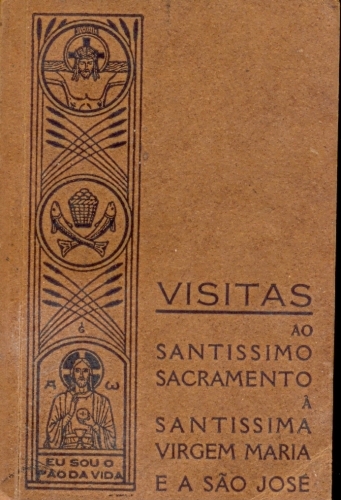 VISITAS
AO
SANTISSIMO
SACRAMENTO
À
SANTISSIMA
VIRGEM MARIA
E A SÃO JOSÉ
Α Ω
EU SOU O
PÃO DA VIDA